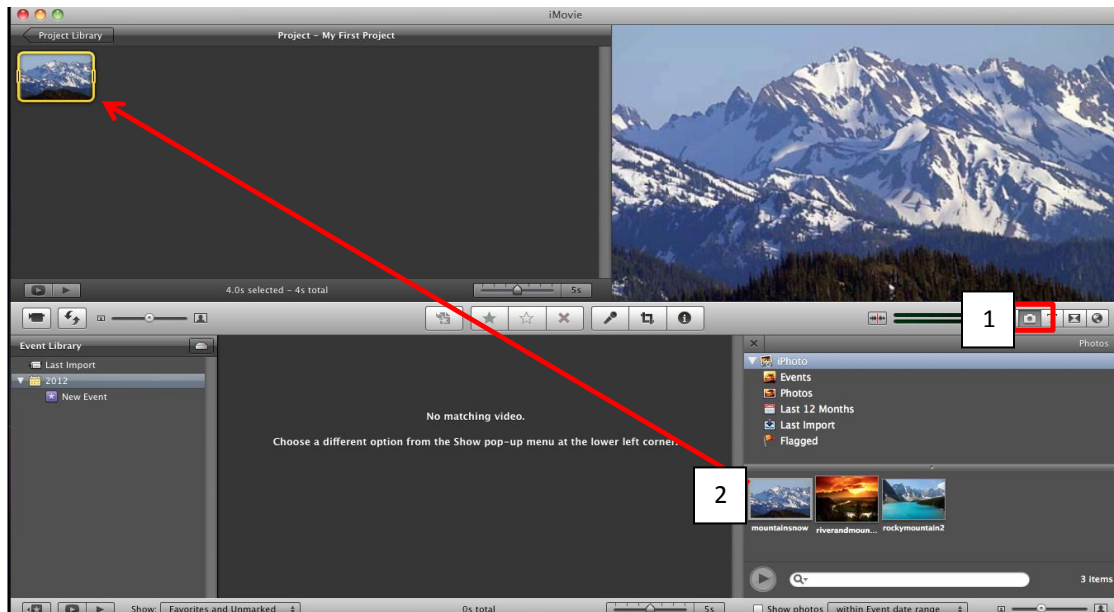 iMovie
Project Library
Project – My First Project
4.0s selected – 4s total
5s
1
Event Library
Last Import
2012
New Event
No matching video.
Choose a different option from the Show pop-up menu at the lower left corner.
Photos
iPhoto
Events
Photos
Last 12 Months
Last Import
Flagged
2
mountainsnow
riverandmoun...
rockymountain2
3 items
Show:
Favorites and Unmarked
0s total
5s
Show photos
within Event date range